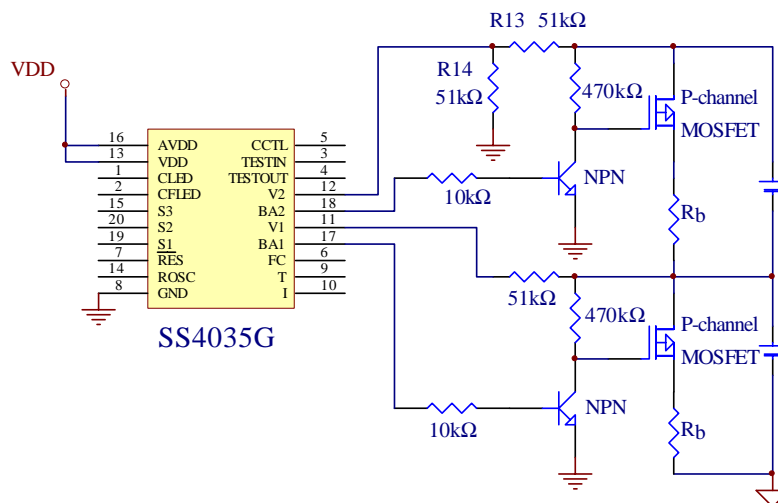 R13 51kΩ
VDD
R14
51kΩ
470kΩ
P-channel
MOSFET
16 AVDD CCTL 5
13 VDD TESTIN 3
1 CLED TESTOUT 4
2 CFLED V2 12
15 S3 BA2 18
20 S2 V1 11
19 S1 BA1 17
7 RES FC 6
14 ROSC T 9
8 GND I 10
10kΩ
NPN
Rb
SS4035G
51kΩ
470kΩ
P-channel
MOSFET
10kΩ
NPN
Rb